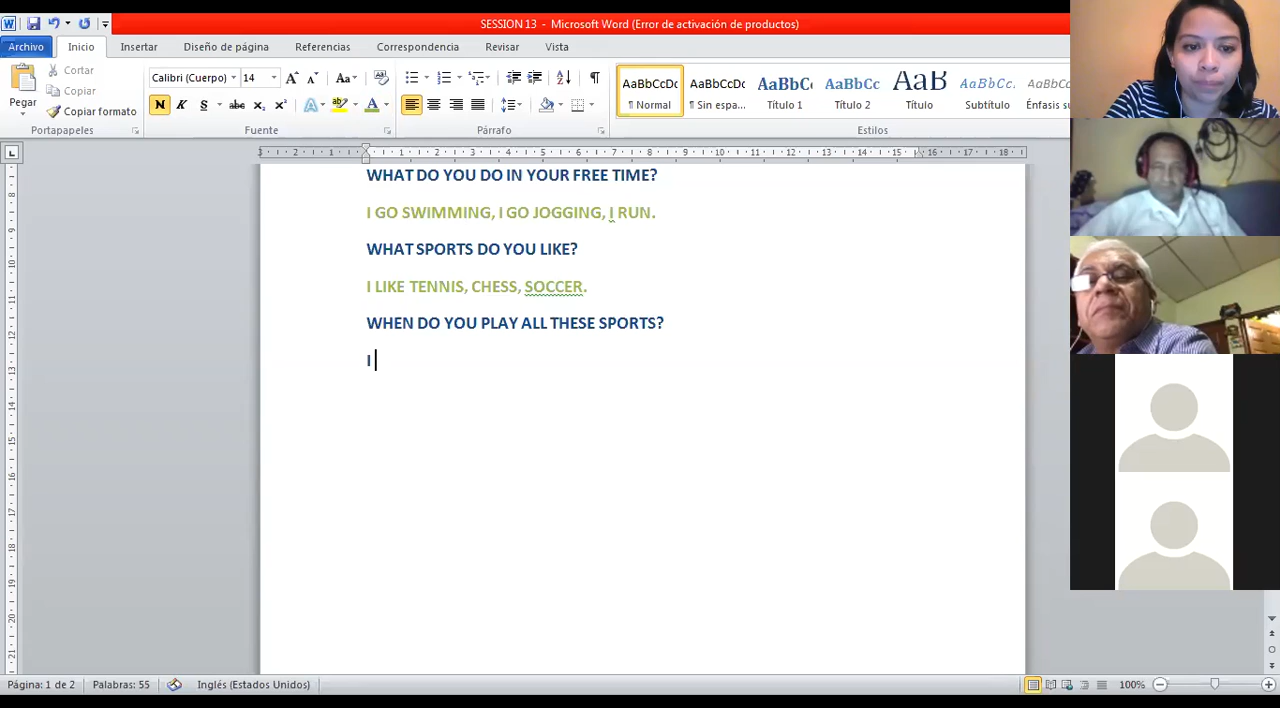 SESSION 13 - Microsoft Word (Error de activación de productos)
Archivo Inicio Insertar Diseño de página Referencias Correspondencia Revisar Vista
Pegar
Cortar
Copiar
Copiar formato
Calibri (Cuerpo) 14
AaBbCcDc AaBbCcDc AaBbC AaBbCc AaB AaBbCc.
Normal Sin espa... Título 1 Título 2 Título Subtítulo Énfasis su
Portapapeles Fuente Párrafo Estilos
WHAT DO YOU DO IN YOUR FREE TIME?
I GO SWIMMING, I GO JOGGING, I RUN.
WHAT SPORTS DO YOU LIKE?
I LIKE TENNIS, CHESS, SOCCER.
WHEN DO YOU PLAY ALL THESE SPORTS?
I
Página: 1 de 2 Palabras: 55 Inglés (Estados Unidos) 100%